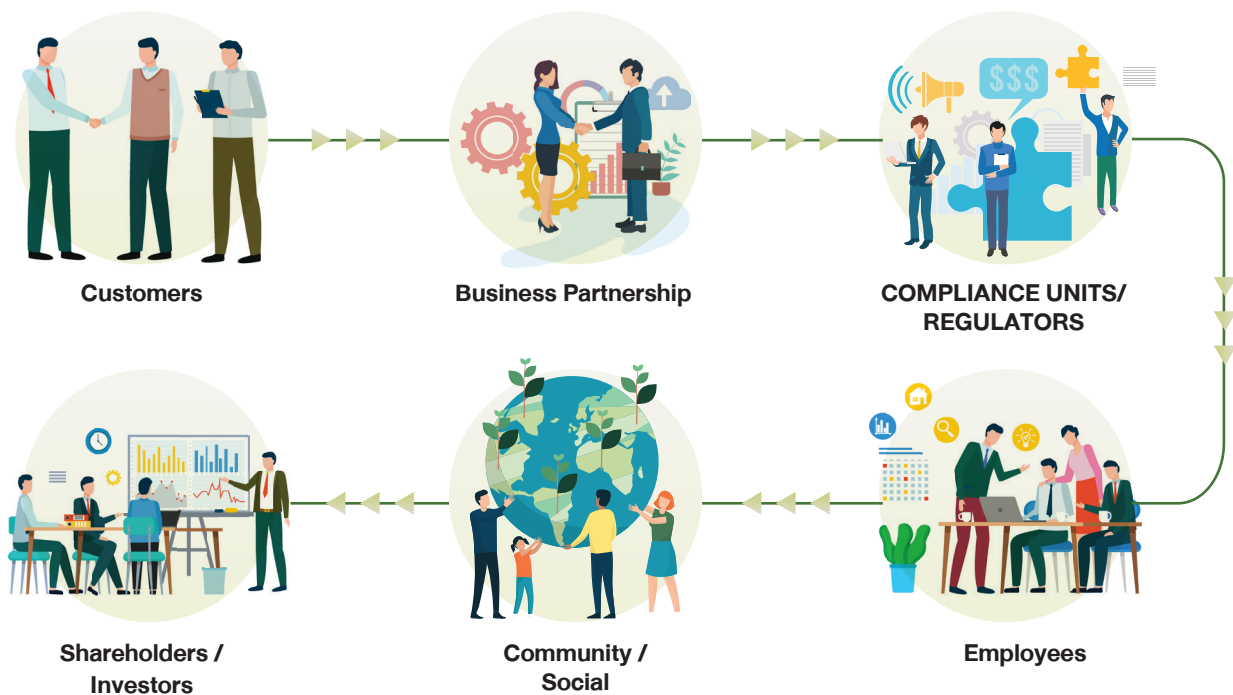 $$$
Customers
Business Partnership
COMPLIANCE UNITS/
REGULATORS
Shareholders /
Investors
Community /
Social
Employees